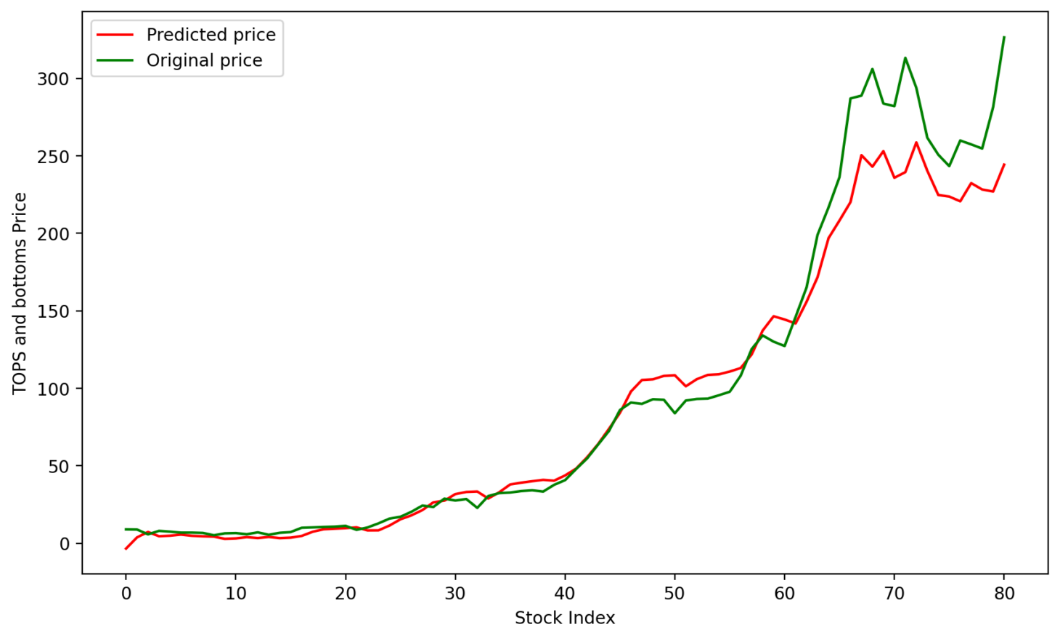 Predicted price
Original price
TOPS and bottoms Price
300
250
200
150
100
50
0
0 10 20 30 40 50 60 70 80
Stock Index